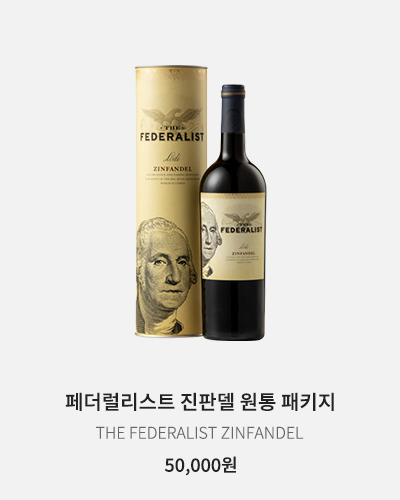 THE
FEDERALIST
Lodi
ZINFANDEL
THE
FEDERALIST
Lodi
ZINFANDEL
페더럴리스트 진판델 원통 패키지
THE FEDERALIST ZINFANDEL
50,000원